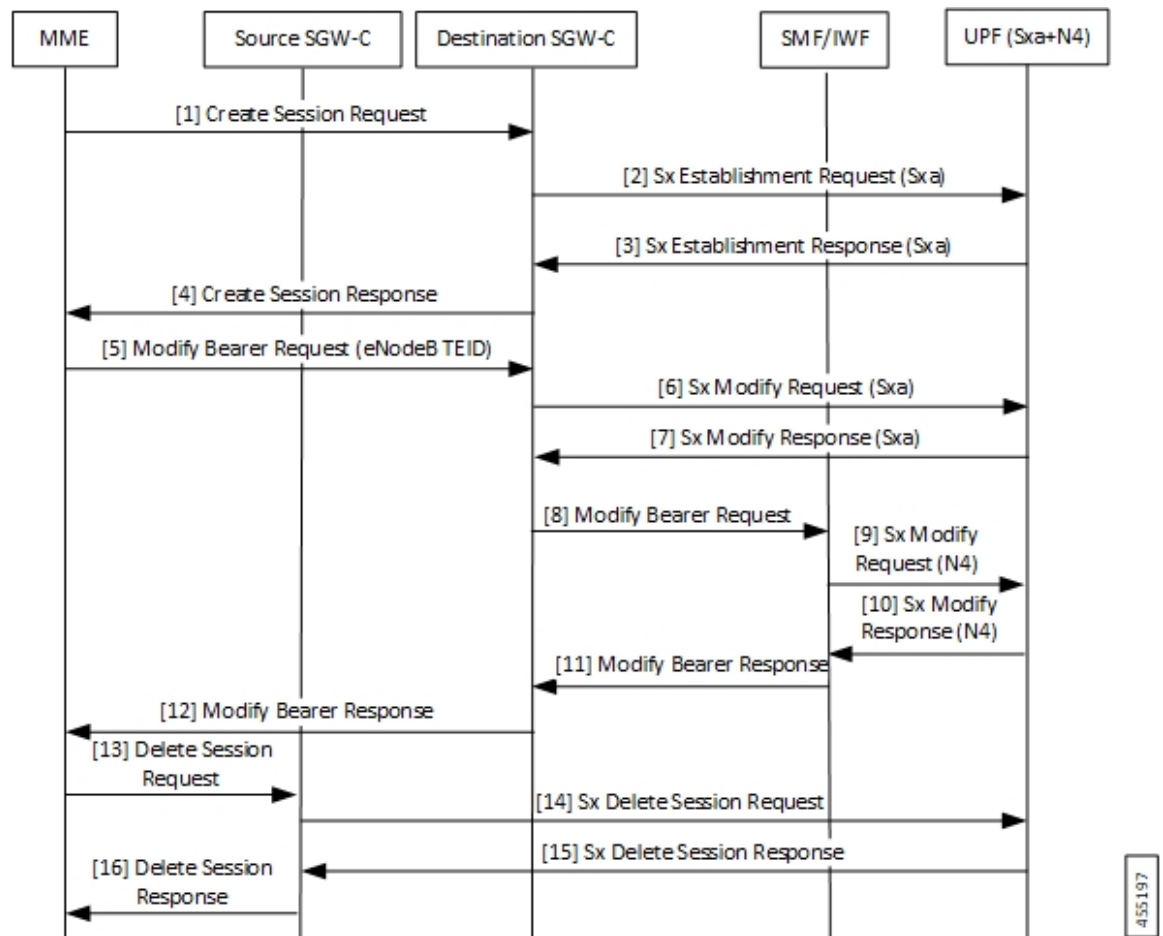 MME
Source SGW-C
Destination SGW-C
SMF/IWF
UPF (Sxa+N4)
[1] Create Session Request
[2] Sx Establishment Request (Sxa)
[3] Sx Establishment Response (Sxa)
[4] Create Session Response
[5] Modify Bearer Request (eNodeB TEID)
[6] Sx Modify Request (Sxa)
[7] Sx Modify Response (Sxa)
[8] Modify Bearer Request
[9] Sx Modify
Request (N4)
[10] Sx Modify
Response (N4)
[11] Modify Bearer Response
[12] Modify Bearer Response
[13] Delete Session
Request
[14] Sx Delete Session Request
[15] Sx Delete Session Response
[16] Delete Session
Response
455197